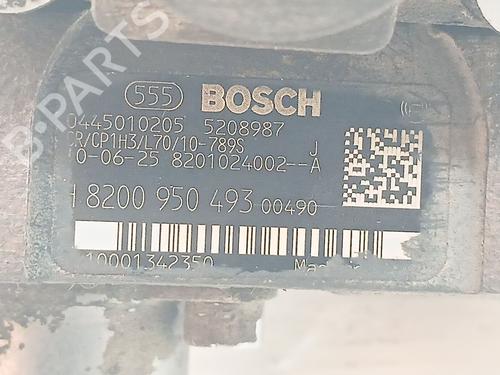 555 BOSCH
0445010205 5208987
CR/CP1H3/L70/10-789S J
10-06-25 8201024002--A
H 8200 950 493 00490
10001342350
B-PARTS